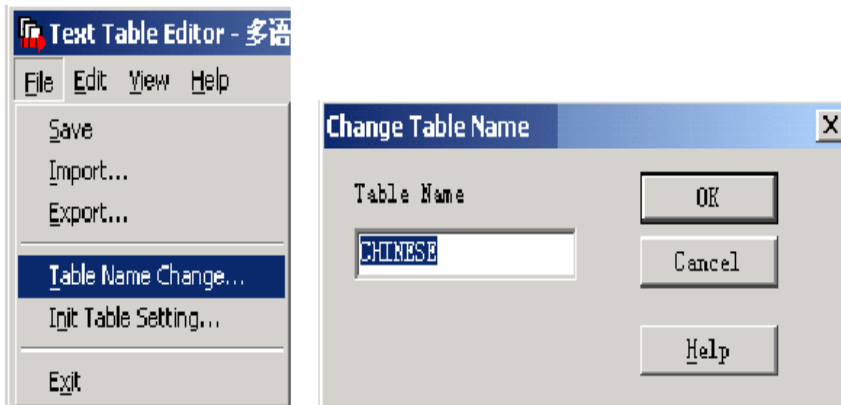 Text Table Editor - 多语
File Edit View Help
Save
Import...
Export...
Table Name Change...
Init Table Setting...
Exit
Change Table Name
Table Name
CHINESE
OK
Cancel
Help